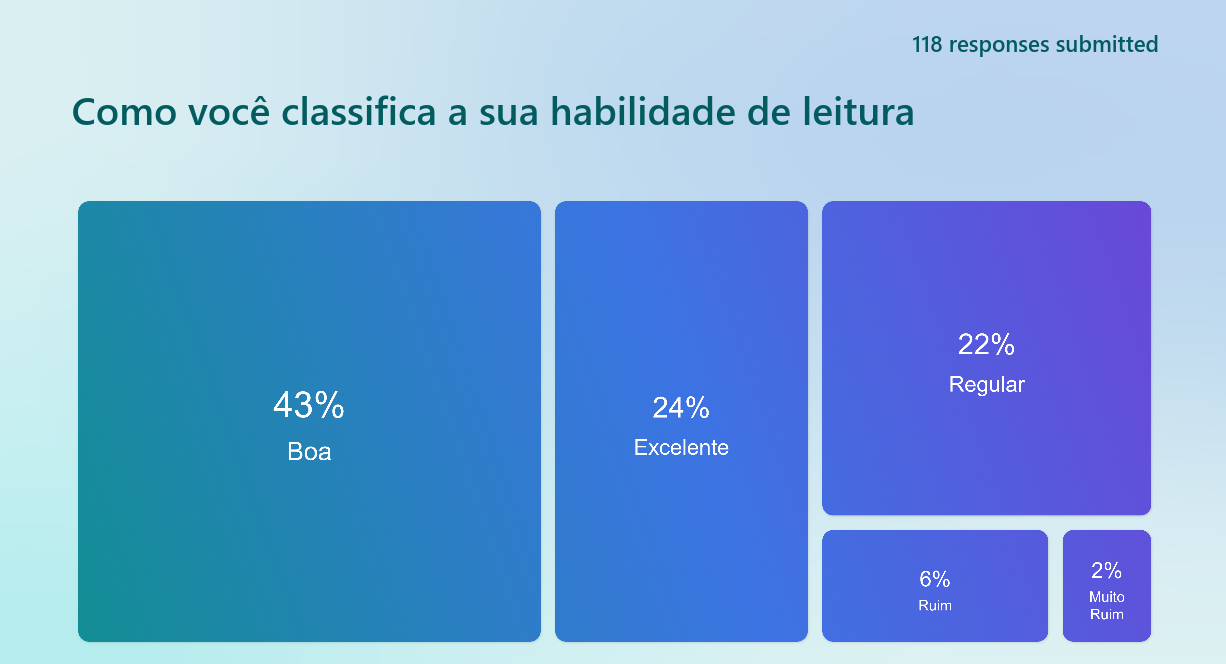 118 responses submitted
Como você classifica a sua habilidade de leitura
43%
Boa
24%
Excelente
22%
Regular
6%
Ruim
2%
Muito
Ruim